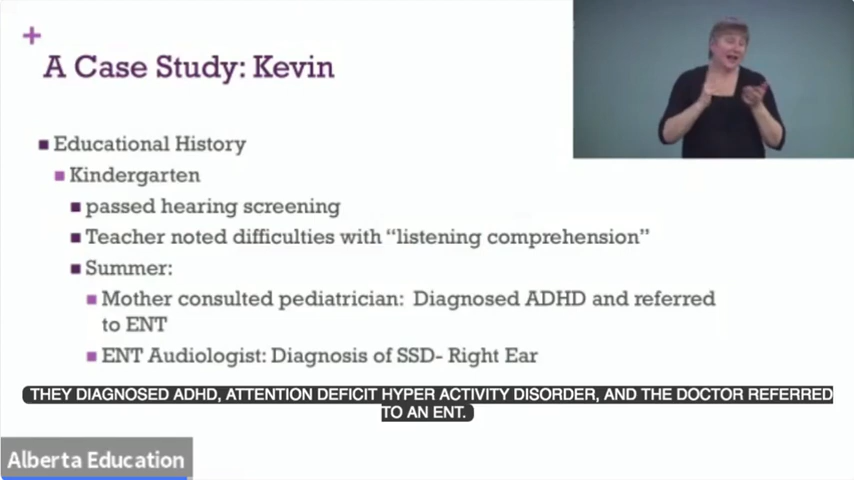 A Case Study: Kevin
Educational History
Kindergarten
passed hearing screening
Teacher noted difficulties with “listening comprehension”
Summer:
Mother consulted pediatrician: Diagnosed ADHD and referred
to ENT
ENT Audiologist: Diagnosis of SSD- Right Ear
THEY DIAGNOSED ADHD, ATTENTION DEFICIT HYPER ACTIVITY DISORDER, AND THE DOCTOR REFERRED
TO AN ENT.
Alberta Education